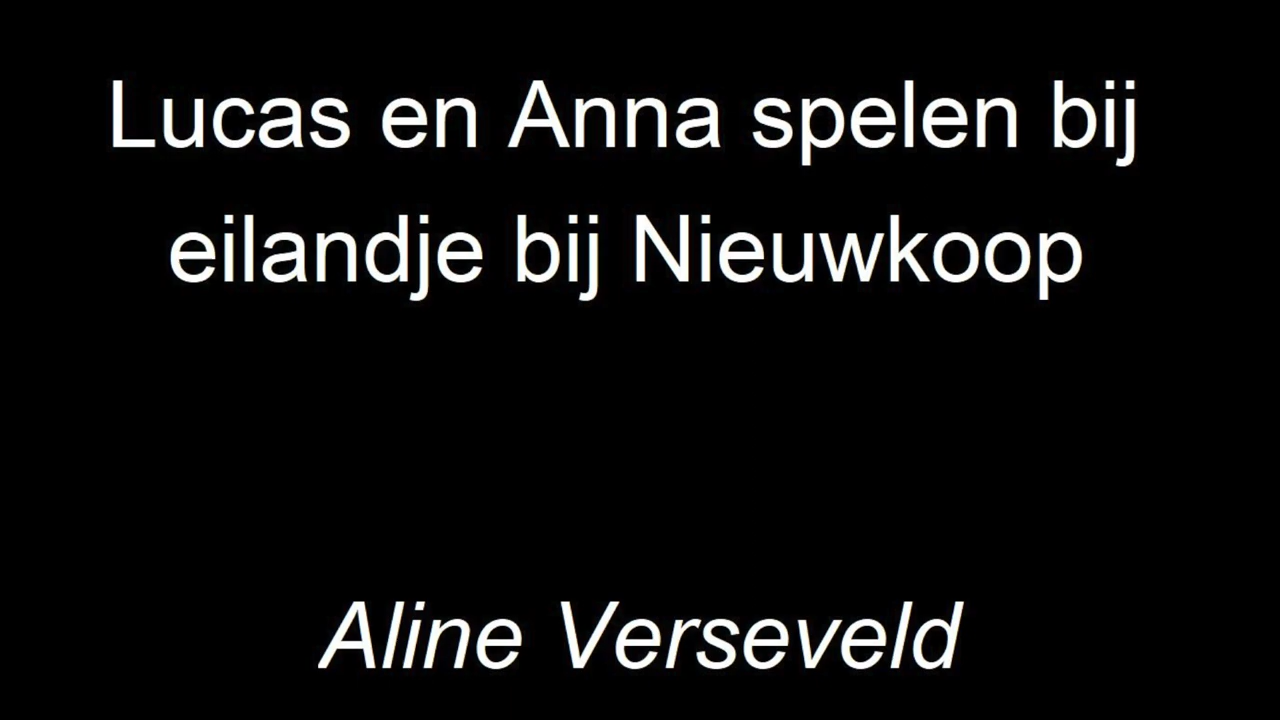 Lucas en Anna spelen bij
eilandje bij Nieuwkoop
Aline Verseveld